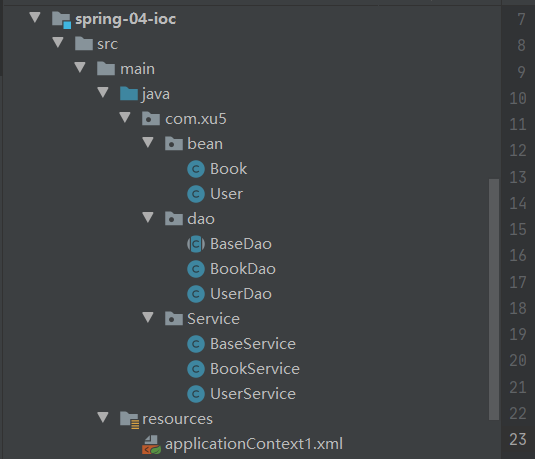 spring-04-ioc
src
main
java
com.xu5
bean
Book
User
dao
BaseDao
BookDao
UserDao
Service
BaseService
BookService
UserService
resources
applicationContext1.xml
7
8
9
10
11
12
13
14
15
16
17
18
19
20
21
22
23